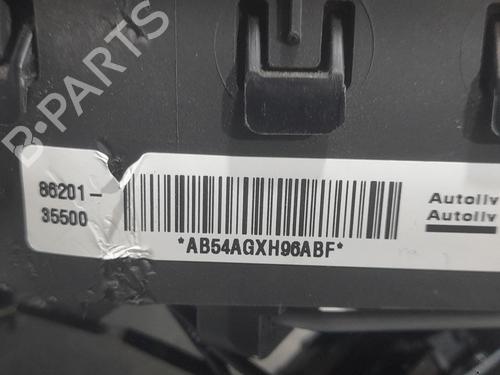 B-PARTS
86201-
35500
*AB54AGXH96ABF*
Autoliv
Autoliv